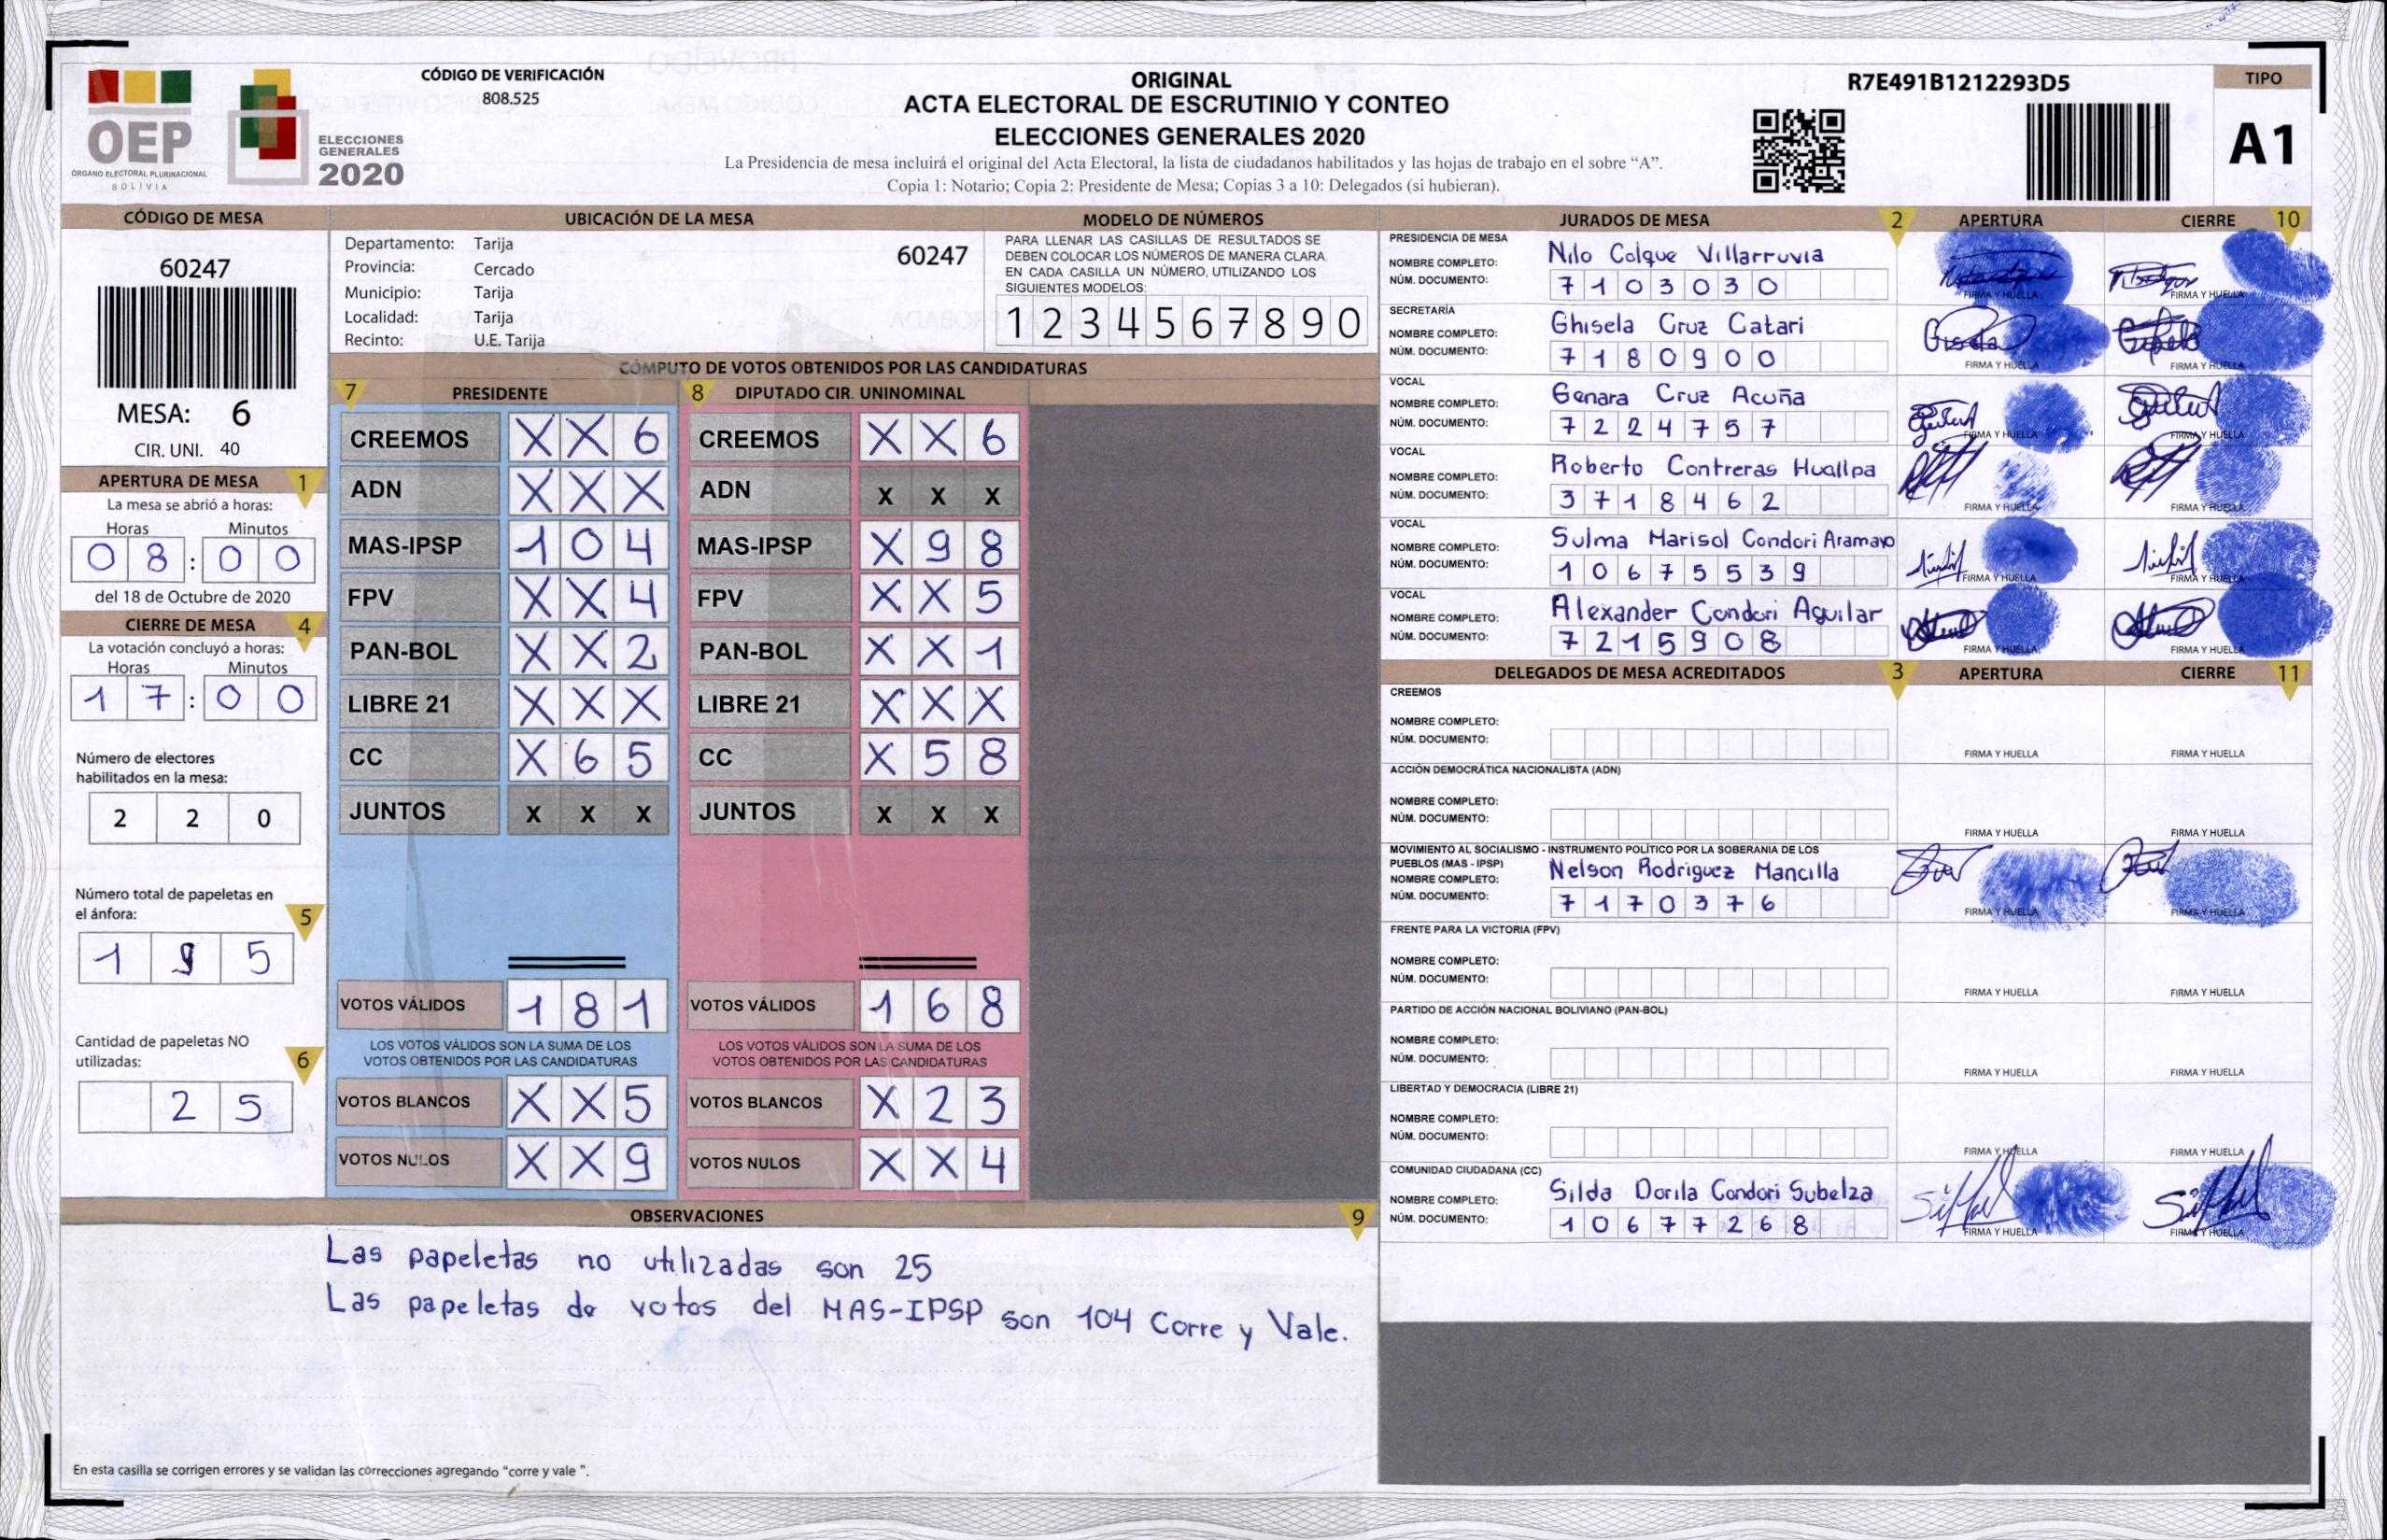 OEP
ÓRGANO ELECTORAL PLURINACIONAL
BOLIVIA
ELECCIONES
GENERALES
2020
CÓDIGO DE VERIFICACIÓN
808.525
ORIGINAL
ACTA ELECTORAL DE ESCRUTINIO Y CONTEO
ELECCIONES GENERALES 2020
La Presidencia de mesa incluirá el original del Acta Electoral, la lista de ciudadanos habilitados y las hojas de trabajo en el sobre “A”.
Copia 1: Notario; Copia 2: Presidente de Mesa; Copias 3 a 10: Delegados (si hubieran).
R7E491B1212293D5
TIPO
A1
CÓDIGO DE MESA
60247
MESA: 6
CIR. UNI. 40
APERTURA DE MESA 1
La mesa se abrió a horas:
Horas Minutos
0 8 : 0 0
del 18 de Octubre de 2020
CIERRE DE MESA 4
La votación concluyó a horas:
Horas Minutos
1 7 : 0 0
Número de electores
habilitados en la mesa:
2 2 0
Número total de papeletas en
el ánfora: 5
1 9 5
Cantidad de papeletas NO
utilizadas: 6
2 5
UBICACIÓN DE LA MESA
Departamento: Tarija
Provincia: Cercado
Municipio: Tarija
Localidad: Tarija
Recinto: U.E. Tarija
60247
MODELO DE NÚMEROS
PARA LLENAR LAS CASILLAS DE RESULTADOS SE
DEBEN COLOCAR LOS NÚMEROS DE MANERA CLARA.
EN CADA CASILLA UN NÚMERO, UTILIZANDO LOS
SIGUIENTES MODELOS:
1 2 3 4 5 6 7 8 9 0
CÓMPUTO DE VOTOS OBTENIDOS POR LAS CANDIDATURAS
7 PRESIDENTE
CREEMOS X X 6
ADN X X X
MAS-IPSP 1 0 4
FPV X X 4
PAN-BOL X X 2
LIBRE 21 X X X
CC X 6 5
JUNTOS X X X
VOTOS VÁLIDOS 1 8 1
LOS VOTOS VÁLIDOS SON LA SUMA DE LOS
VOTOS OBTENIDOS POR LAS CANDIDATURAS
VOTOS BLANCOS X X 5
VOTOS NULOS X X 9
8 DIPUTADO CIR. UNINOMINAL
CREEMOS X X 6
ADN X X X
MAS-IPSP X 9 8
FPV X X 5
PAN-BOL X X 1
LIBRE 21 X X X
CC X 5 8
JUNTOS X X X
VOTOS VÁLIDOS 1 6 8
LOS VOTOS VÁLIDOS SON LA SUMA DE LOS
VOTOS OBTENIDOS POR LAS CANDIDATURAS
VOTOS BLANCOS X 2 3
VOTOS NULOS X X 4
OBSERVACIONES 9
Las papeletas no utilizadas son 25
Las papeletas de votos del MAS-IPSP son 104 Corre y Vale.
En esta casilla se corrigen errores y se validan las correcciones agregando “corre y vale ”.
JURADOS DE MESA 2 APERTURA CIERRE 10
PRESIDENCIA DE MESA
NOMBRE COMPLETO: Nilo Colque Villarruvia
NÚM. DOCUMENTO: 7 1 0 3 0 3 0
FIRMA Y HUELLA FIRMA Y HUELLA
SECRETARÍA
NOMBRE COMPLETO: Ghisela Cruz Catari
NÚM. DOCUMENTO: 7 1 8 0 9 0 0
FIRMA Y HUELLA FIRMA Y HUELLA
VOCAL
NOMBRE COMPLETO: Genara Cruz Acuña
NÚM. DOCUMENTO: 7 2 2 4 7 5 7
FIRMA Y HUELLA FIRMA Y HUELLA
VOCAL
NOMBRE COMPLETO: Roberto Contreras Huallpa
NÚM. DOCUMENTO: 3 7 1 8 4 6 2
FIRMA Y HUELLA FIRMA Y HUELLA
VOCAL
NOMBRE COMPLETO: Sulma Marisol Condori Aramayo
NÚM. DOCUMENTO: 1 0 6 7 5 5 3 9
FIRMA Y HUELLA FIRMA Y HUELLA
VOCAL
NOMBRE COMPLETO: Alexander Condori Aguilar
NÚM. DOCUMENTO: 7 2 1 5 9 0 8
FIRMA Y HUELLA FIRMA Y HUELLA
DELEGADOS DE MESA ACREDITADOS 3 APERTURA CIERRE 11
CREEMOS
NOMBRE COMPLETO:
NÚM. DOCUMENTO:
FIRMA Y HUELLA FIRMA Y HUELLA
ACCIÓN DEMOCRÁTICA NACIONALISTA (ADN)
NOMBRE COMPLETO:
NÚM. DOCUMENTO:
FIRMA Y HUELLA FIRMA Y HUELLA
MOVIMIENTO AL SOCIALISMO - INSTRUMENTO POLÍTICO POR LA SOBERANIA DE LOS
PUEBLOS (MAS - IPSP)
NOMBRE COMPLETO: Nelson Rodriguez Mancilla
NÚM. DOCUMENTO: 7 1 7 0 3 7 6
FIRMA Y HUELLA FIRMA Y HUELLA
FRENTE PARA LA VICTORIA (FPV)
NOMBRE COMPLETO:
NÚM. DOCUMENTO:
FIRMA Y HUELLA FIRMA Y HUELLA
PARTIDO DE ACCIÓN NACIONAL BOLIVIANO (PAN-BOL)
NOMBRE COMPLETO:
NÚM. DOCUMENTO:
FIRMA Y HUELLA FIRMA Y HUELLA
LIBERTAD Y DEMOCRACIA (LIBRE 21)
NOMBRE COMPLETO:
NÚM. DOCUMENTO:
FIRMA Y HUELLA FIRMA Y HUELLA
COMUNIDAD CIUDADANA (CC)
NOMBRE COMPLETO: Silda Dorila Condori Subelza
NÚM. DOCUMENTO: 1 0 6 7 7 2 6 8
FIRMA Y HUELLA FIRMA Y HUELLA